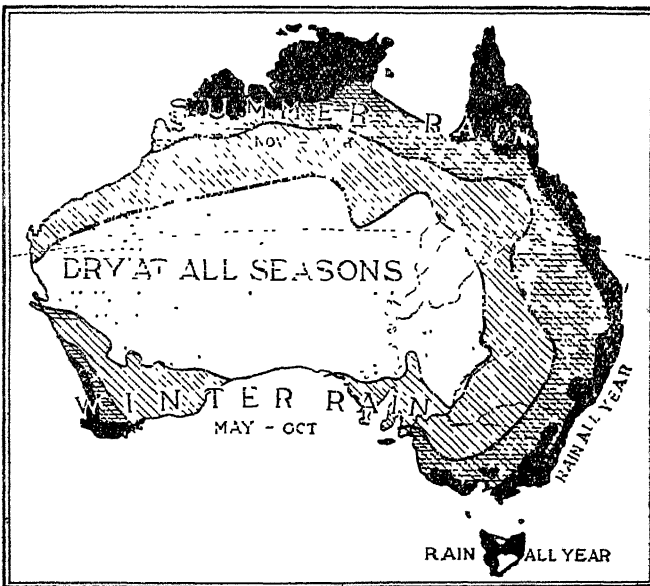 SUMMER RAIN
NOV –
DRY AT ALL SEASONS
WINTER RAIN
MAY – OCT
RAIN ALL YEAR
RAIN ALL YEAR